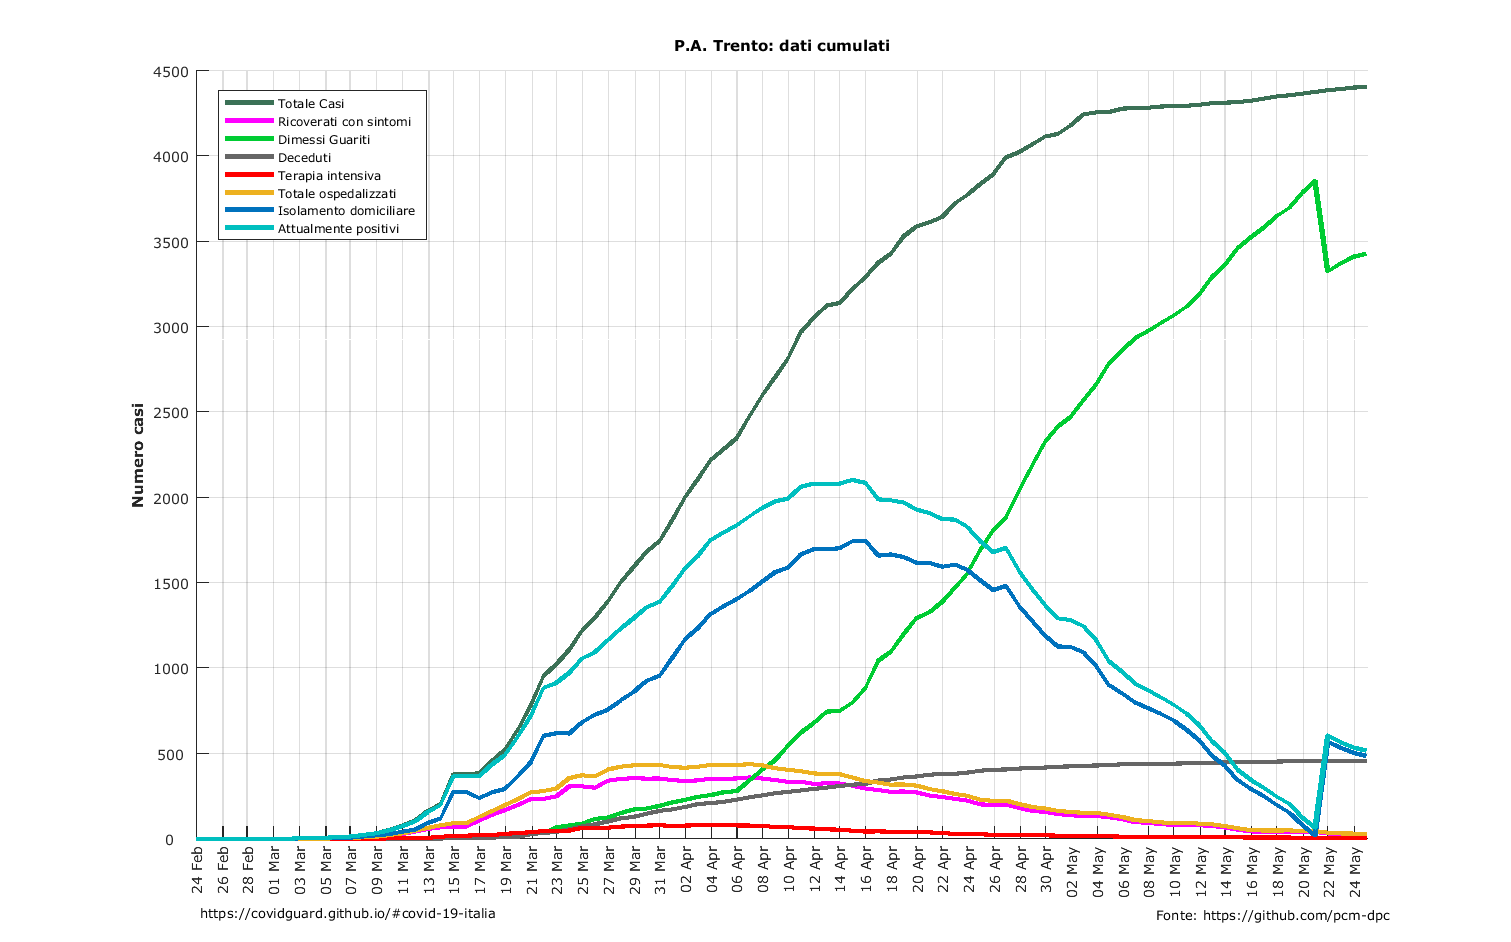 P.A. Trento: dati cumulati
Numero casi
4500
4000
3500
3000
2500
2000
1500
1000
500
0
Totale Casi
Ricoverati con sintomi
Dimessi Guariti
Deceduti
Terapia intensiva
Totale ospedalizzati
Isolamento domiciliare
Attualmente positivi
24 Feb
26 Feb
28 Feb
01 Mar
03 Mar
05 Mar
07 Mar
09 Mar
11 Mar
13 Mar
15 Mar
17 Mar
19 Mar
21 Mar
23 Mar
25 Mar
27 Mar
29 Mar
31 Mar
02 Apr
04 Apr
06 Apr
08 Apr
10 Apr
12 Apr
14 Apr
16 Apr
18 Apr
20 Apr
22 Apr
24 Apr
26 Apr
28 Apr
30 Apr
02 May
04 May
06 May
08 May
10 May
12 May
14 May
16 May
18 May
20 May
22 May
24 May
https://covidguard.github.io/#covid-19-italia
Fonte: https://github.com/pcm-dpc